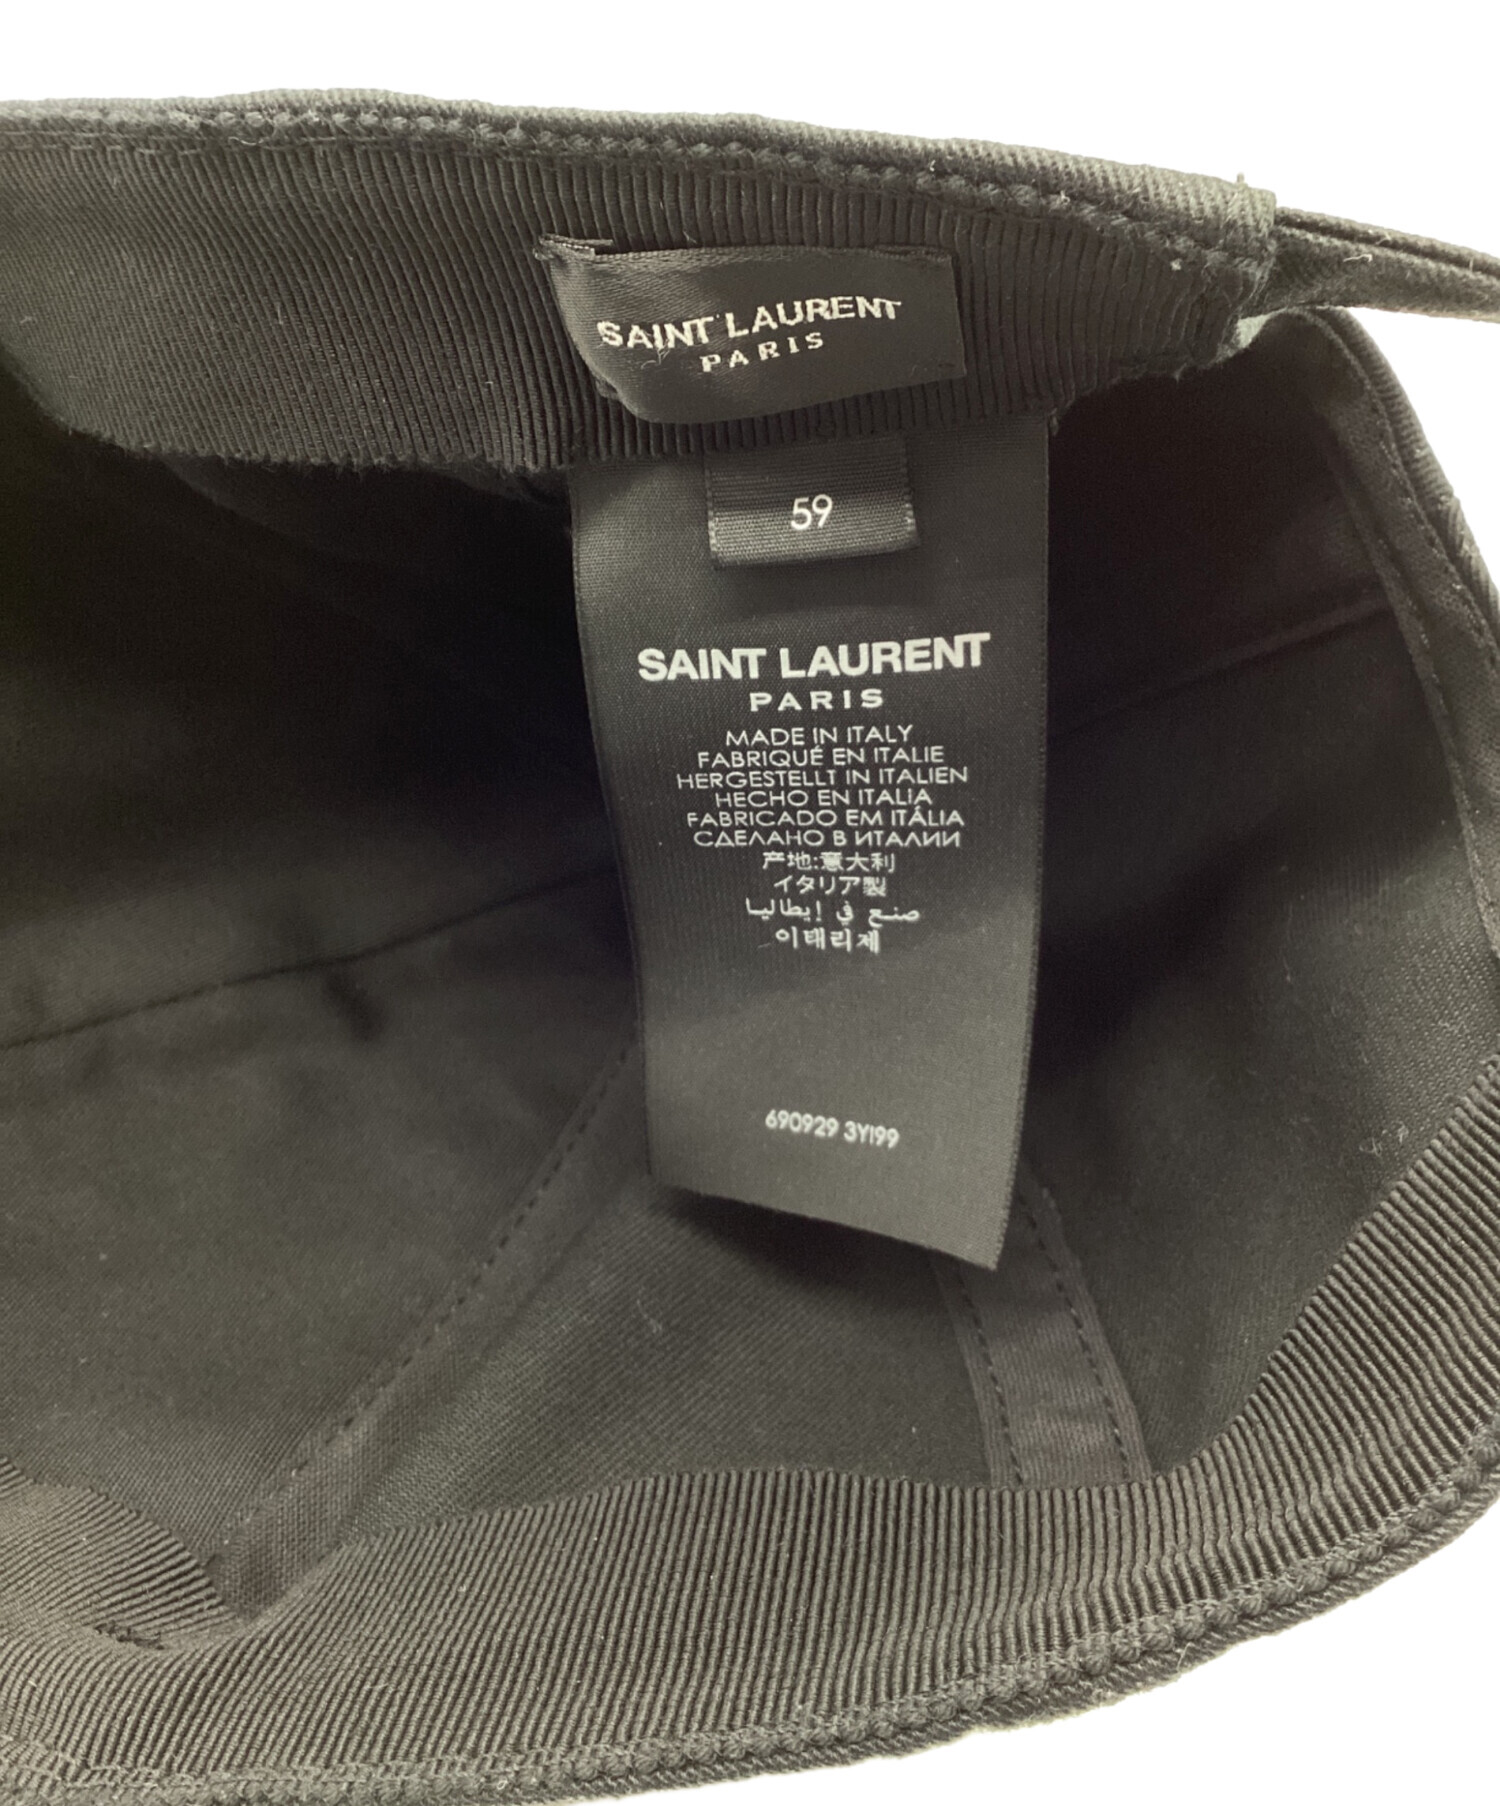 SAINT LAURENT
PARIS
59
SAINT LAURENT
PARIS
MADE IN ITALY
FABRIQUÉ EN ITALIE
HERGESTELLT IN ITALIEN
HECHO EN ITALIA
FABRICADO EM ITÁLIA
СДЕЛАНО В ИТАЛИИ
产地:意大利
イタリア製
صنع في إيطاليا
이태리제
690929 3YI99